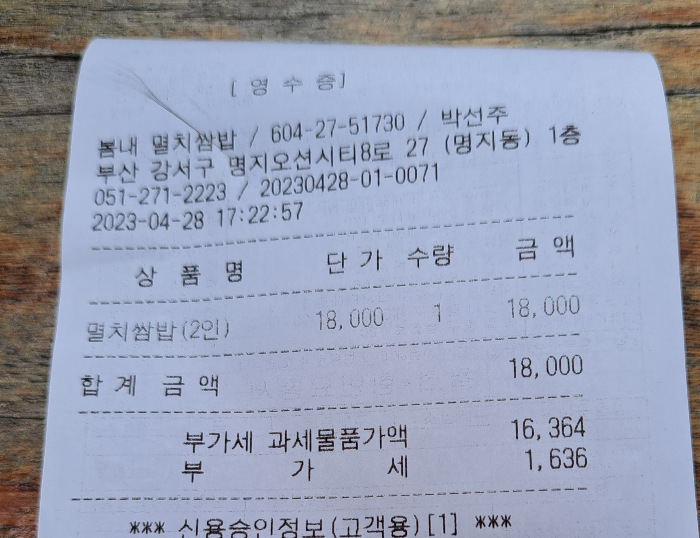 [ 영 수 증]
봄내 멸치쌈밥 / 604-27-51730 / 박선주
부산 강서구 명지오션시티8로 27 (명지동) 1층
051-271-2223 / 20230428-01-0071
2023-04-28 17:22:57
상 품 명 단 가 수량 금 액
멸치쌈밥(2인) 18,000 1 18,000
합 계 금 액 18,000
부가세 과세물품가액 16,364
부 가 세 1,636
*** 신용승인정보(고객용)[1] ***